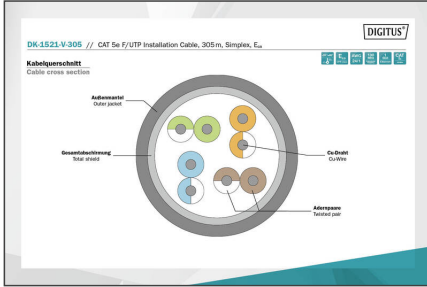 DIGITUS®
DK-1521-V-305 // CAT 5e F/UTP Installation Cable, 305 m, Simplex, Eca
Kabelquerschnitt
Cable cross section
Außenmantel
Outer jacket
Gesamtabschirmung
Total shield
Cu-Draht
Cu-Wire
Adernpaare
Twisted pair